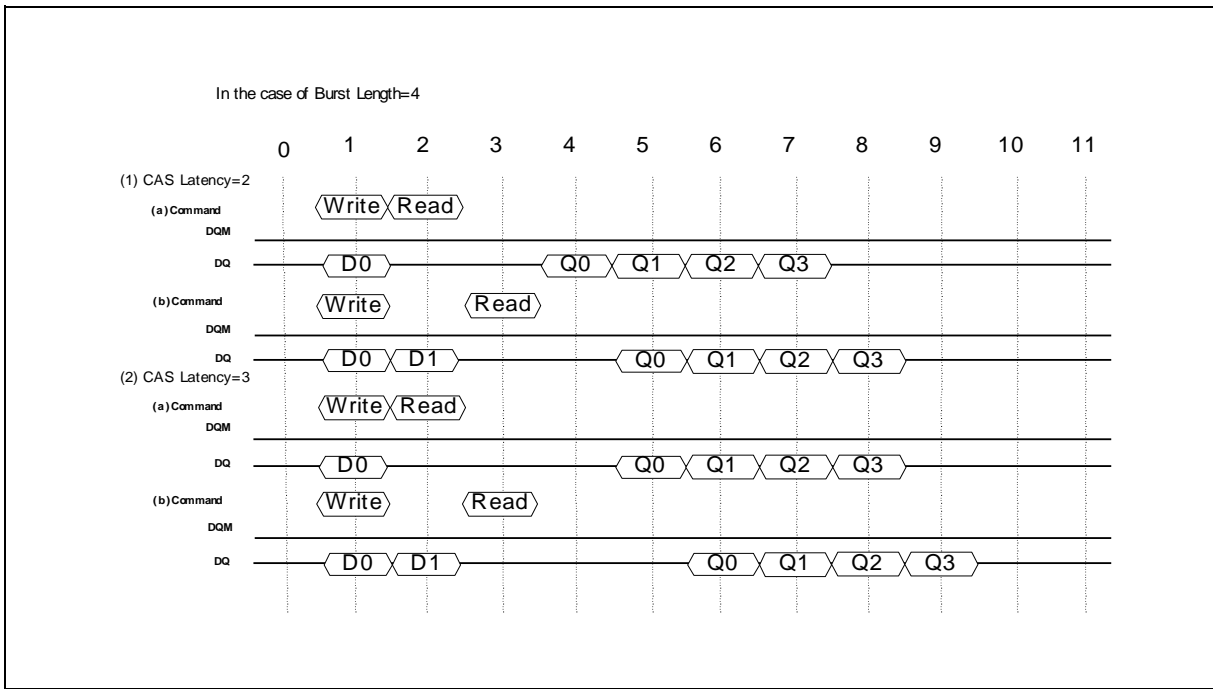 In the case of Burst Length=4
0 1 2 3 4 5 6 7 8 9 10 11
(1) CAS Latency=2
(a) Command Write Read
DQM
DQ D0 Q0 Q1 Q2 Q3
(b) Command Write Read
DQM
DQ D0 D1 Q0 Q1 Q2 Q3
(2) CAS Latency=3
(a) Command Write Read
DQM
DQ D0 Q0 Q1 Q2 Q3
(b) Command Write Read
DQM
DQ D0 D1 Q0 Q1 Q2 Q3